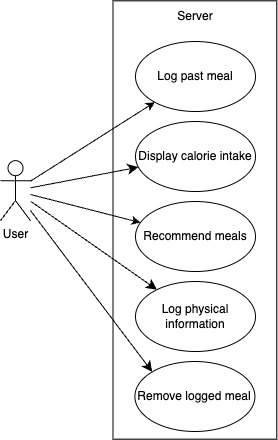 Server
Log past meal
Display calorie intake
User
Recommend meals
Log physical
information
Remove logged meal